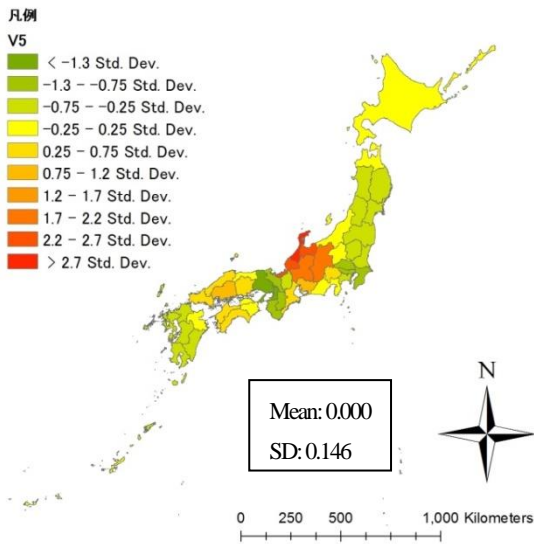 凡例
V5
< -1.3 Std. Dev.
-1.3 - -0.75 Std. Dev.
-0.75 - -0.25 Std. Dev.
-0.25 - 0.25 Std. Dev.
0.25 - 0.75 Std. Dev.
0.75 - 1.2 Std. Dev.
1.2 - 1.7 Std. Dev.
1.7 - 2.2 Std. Dev.
2.2 - 2.7 Std. Dev.
> 2.7 Std. Dev.
Mean: 0.000
SD: 0.146
N
0 250 500 1,000 Kilometers